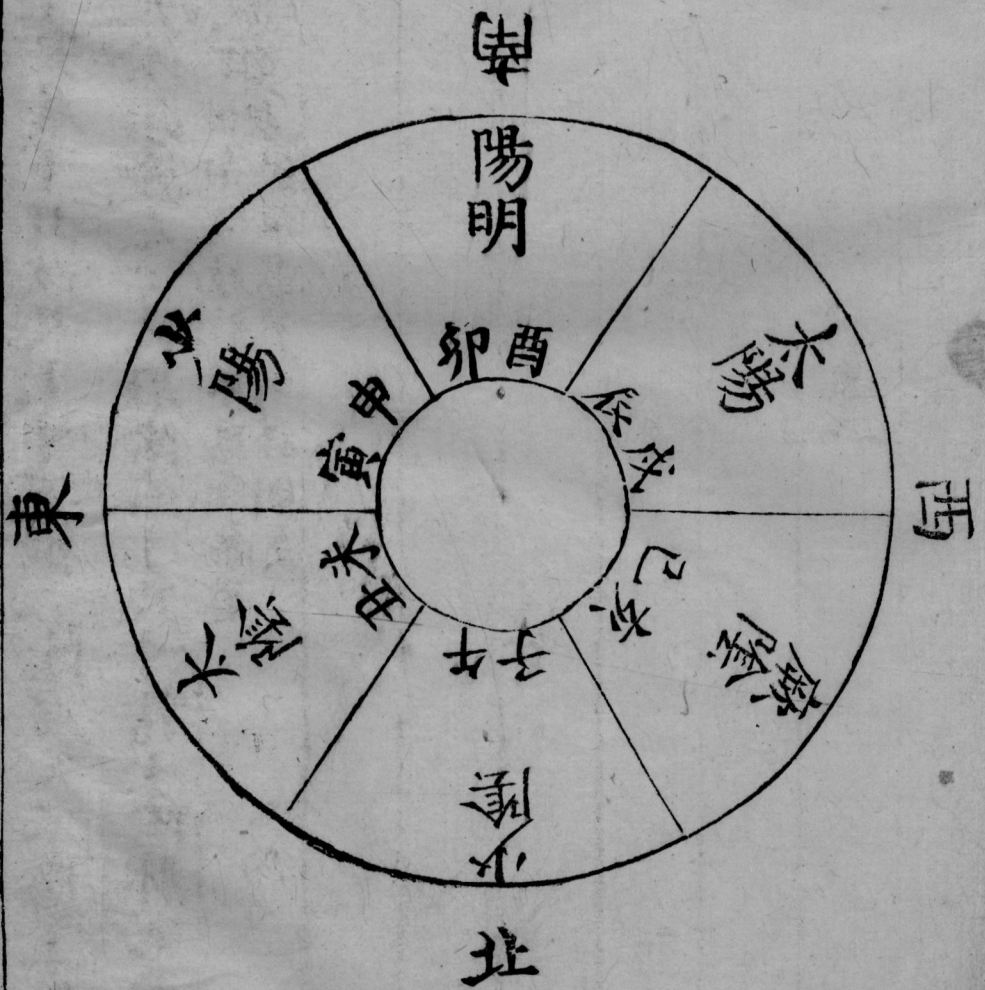 南
陽明
卯酉
太陽
辰戌
西
厥陰
巳亥
北
少陰
子午
太陰
丑未
東
少陽
寅申